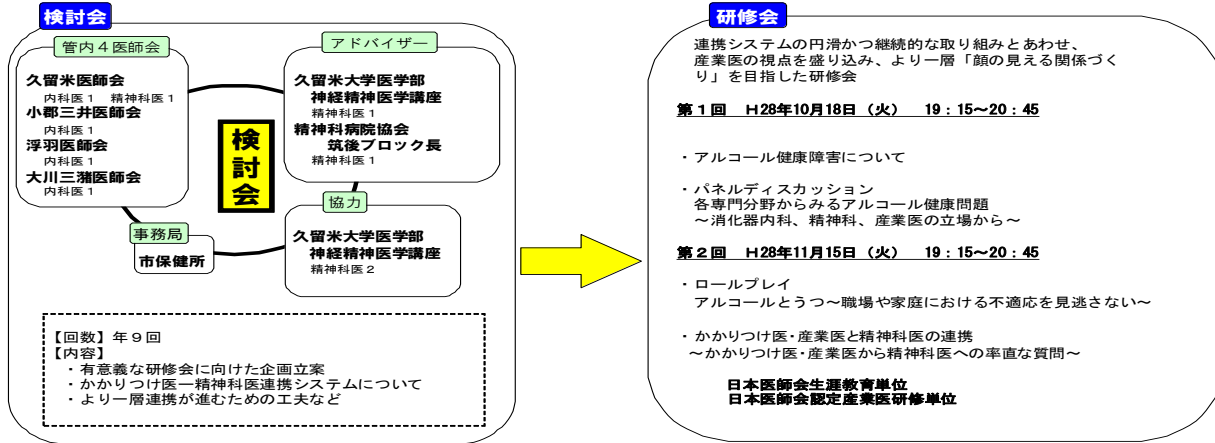 検討会
管内４医師会
久留米医師会
内科医１　精神科医１
小郡三井医師会
内科医１
浮羽医師会
内科医１
大川三潴医師会
内科医１
検討会
アドバイザー
久留米大学医学部
神経精神医学講座
精神科医１
精神科病院協会
筑後ブロック長
精神科医１
事務局
市保健所
協力
久留米大学医学部
神経精神医学講座
精神科医２
【回数】年９回
【内容】
・有意義な研修会に向けた企画立案
・かかりつけ医―精神科医連携システムについて
・より一層連携が進むための工夫など
研修会
連携システムの円滑かつ継続的な取り組みとあわせ、
産業医の視点を盛り込み、より一層「顔の見える関係づく
り」を目指した研修会
第１回　H28年10月18日（火）　19：15～20：45
・アルコール健康障害について
・パネルディスカッション
各専門分野からみるアルコール健康問題
～消化器内科、精神科、産業医の立場から～
第２回　H28年11月15日（火）　19：15～20：45
・ロールプレイ
アルコールとうつ～職場や家庭における不適応を見逃さない～
・かかりつけ医・産業医と精神科医の連携
～かかりつけ医・産業医から精神科医への率直な質問～
日本医師会生涯教育単位
日本医師会認定産業医研修単位